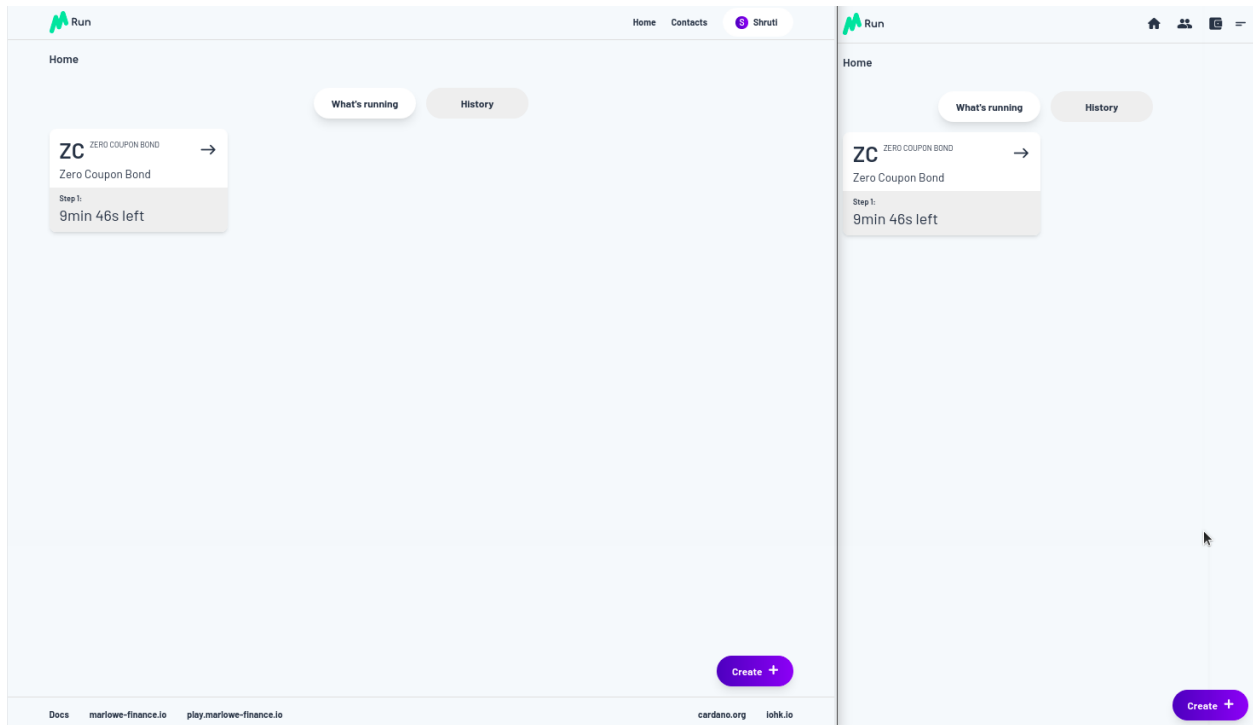 Run
Home Contacts S Shruti
Home
What's running History
ZC ZERO COUPON BOND
Zero Coupon Bond
Step 1:
9min 46s left
Create +
Docs marlowe-finance.io play.marlowe-finance.io cardano.org iohk.io
Run
Home
What's running History
ZC ZERO COUPON BOND
Zero Coupon Bond
Step 1:
9min 46s left
Create +